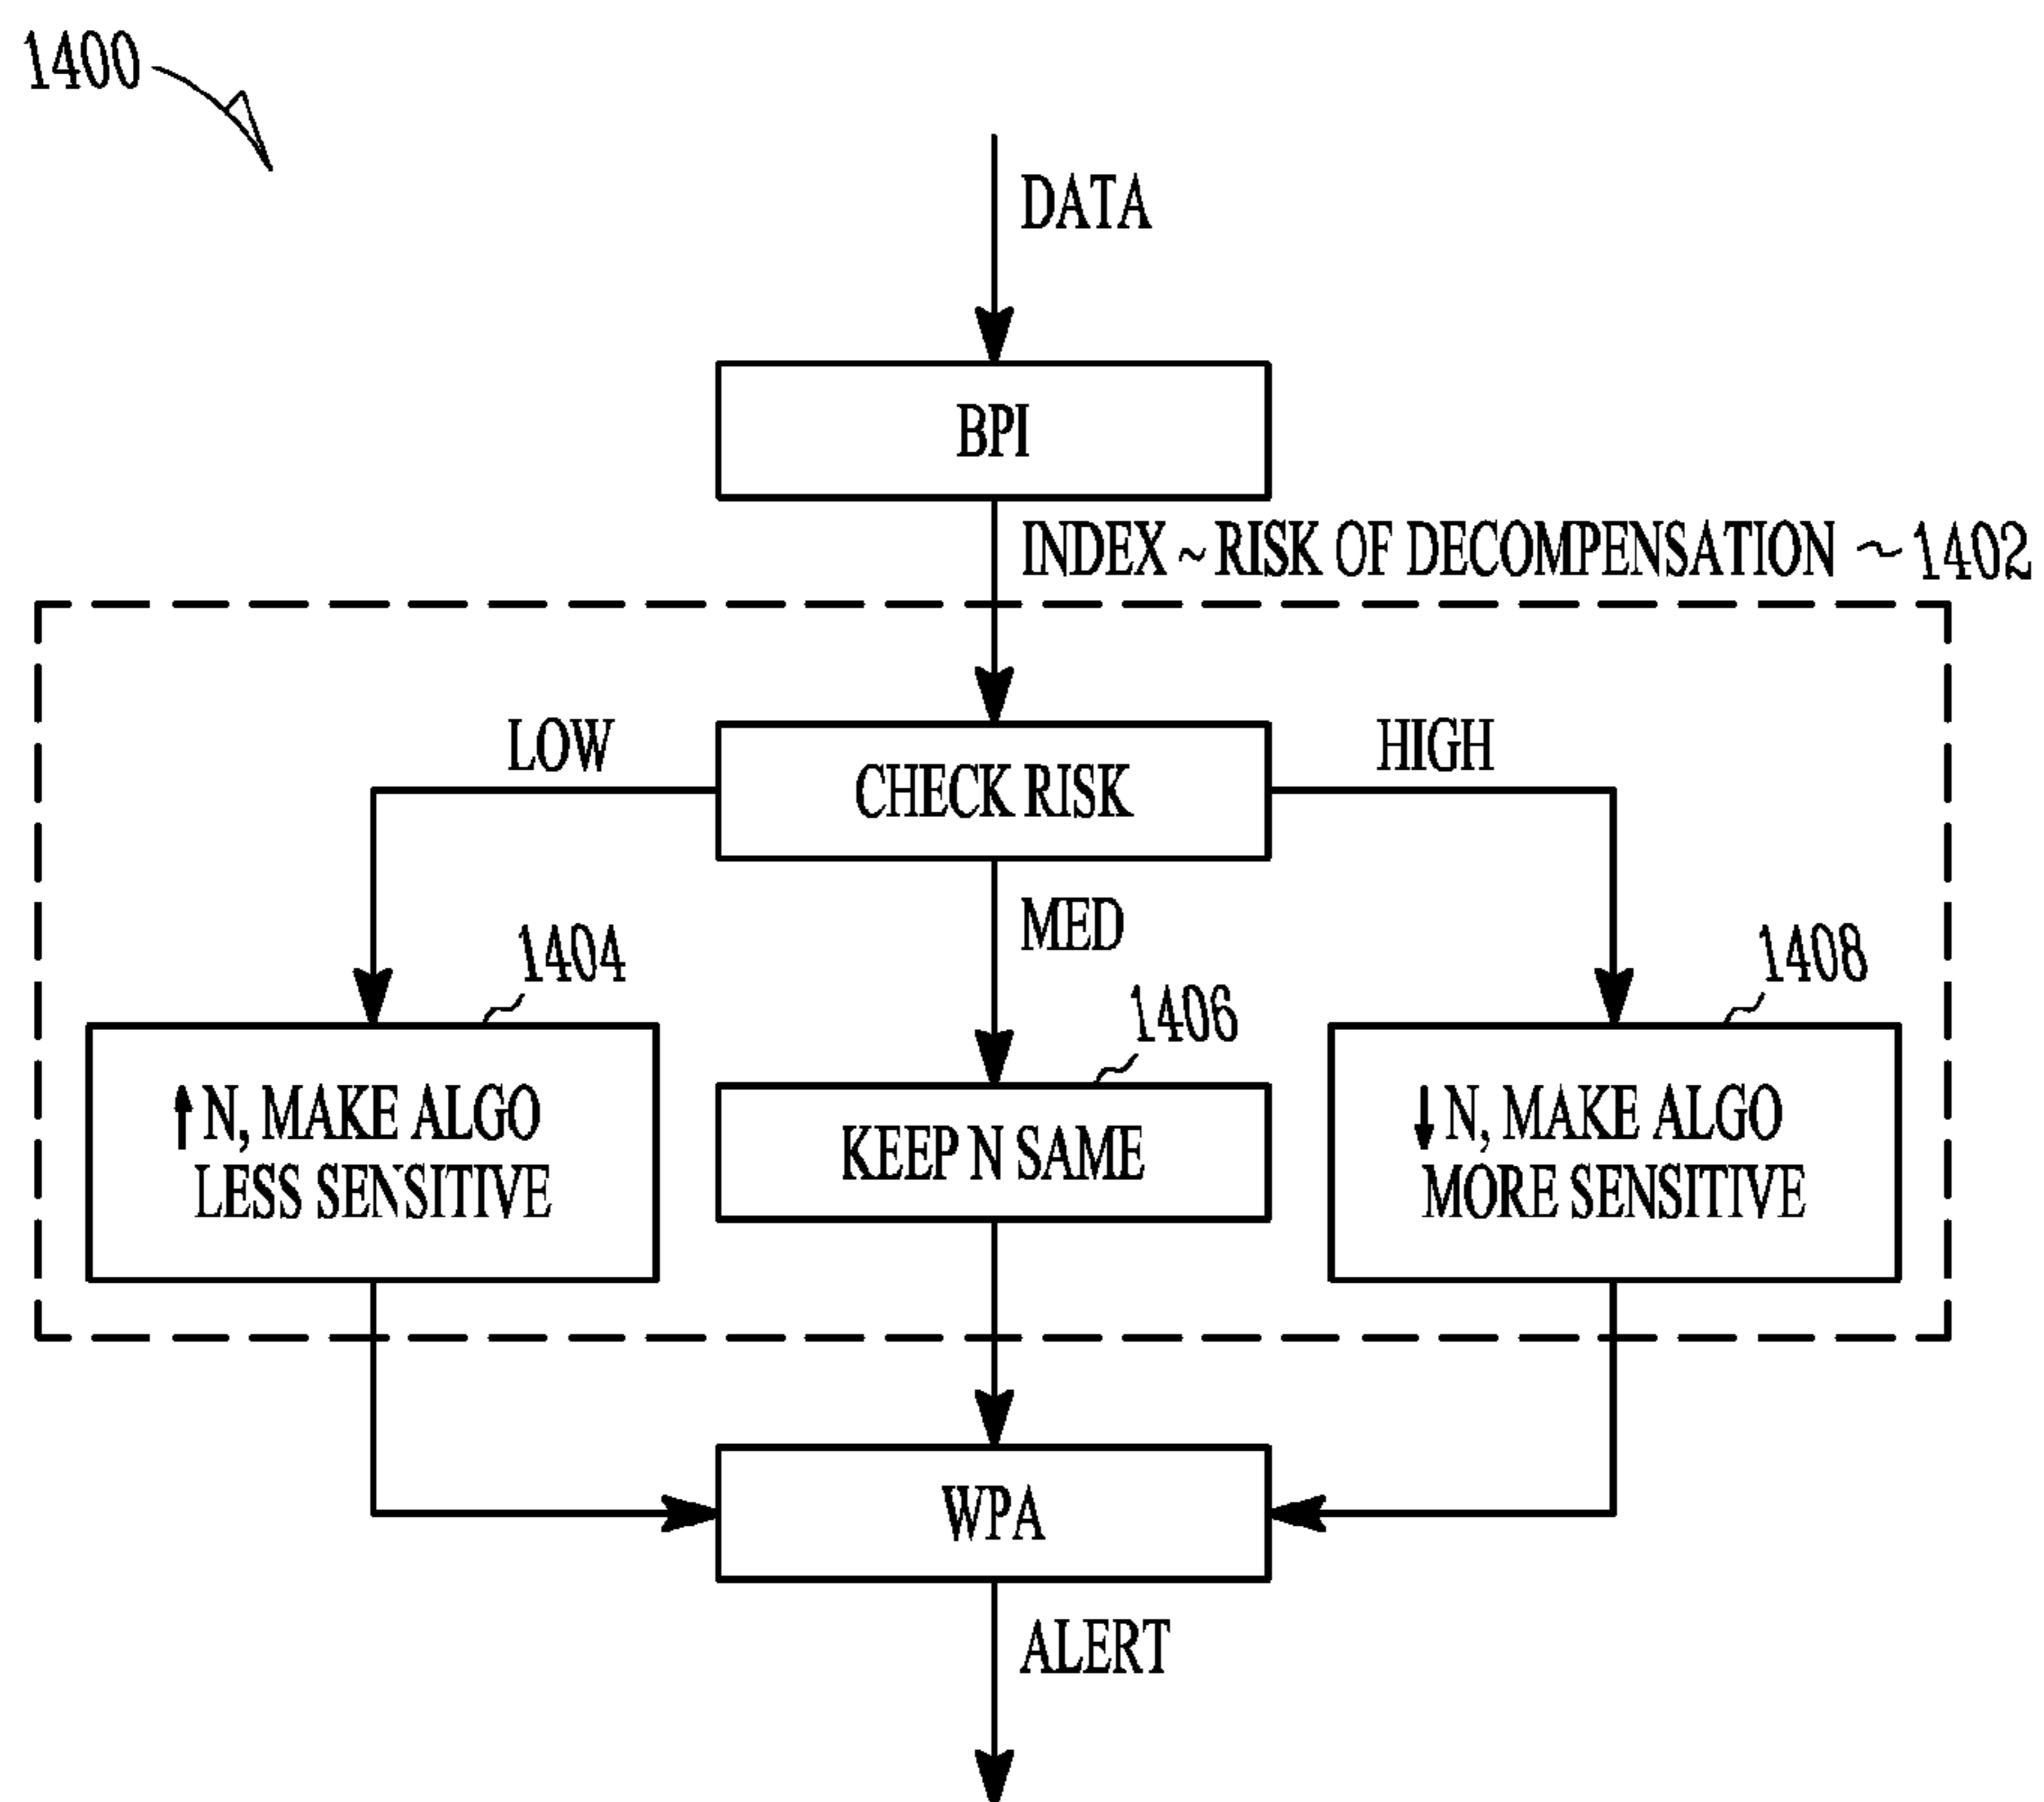 1400
DATA
BPI
INDEX ~ RISK OF DECOMPENSATION ~ 1402
LOW
CHECK RISK
HIGH
MED
1404
1406
1408
↑ N, MAKE ALGO
LESS SENSITIVE
KEEP N SAME
↓ N, MAKE ALGO
MORE SENSITIVE
WPA
ALERT